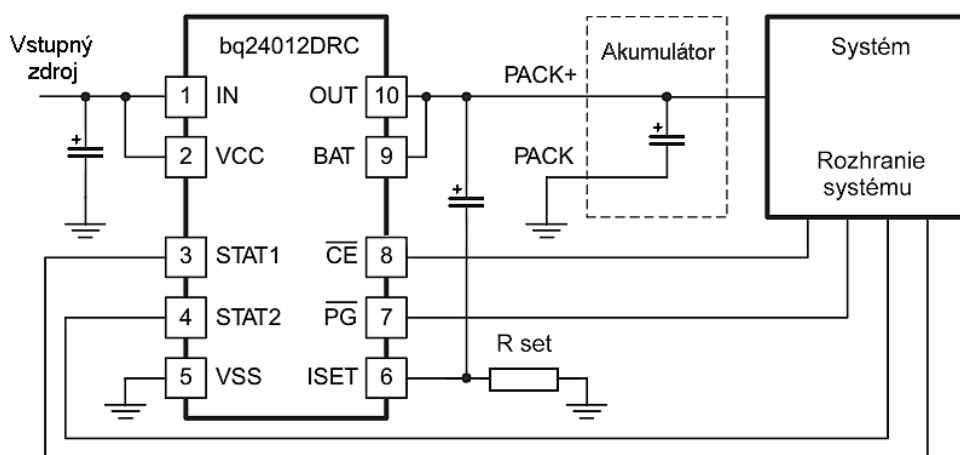 Vstupný
zdroj
bq24012DRC
1 IN
2 VCC
3 STAT1
4 STAT2
5 VSS
OUT 10
BAT 9
CE 8
PG 7
ISET 6
PACK+
PACK
R set
Akumulátor
+
+
+
Systém
Rozhranie
systému